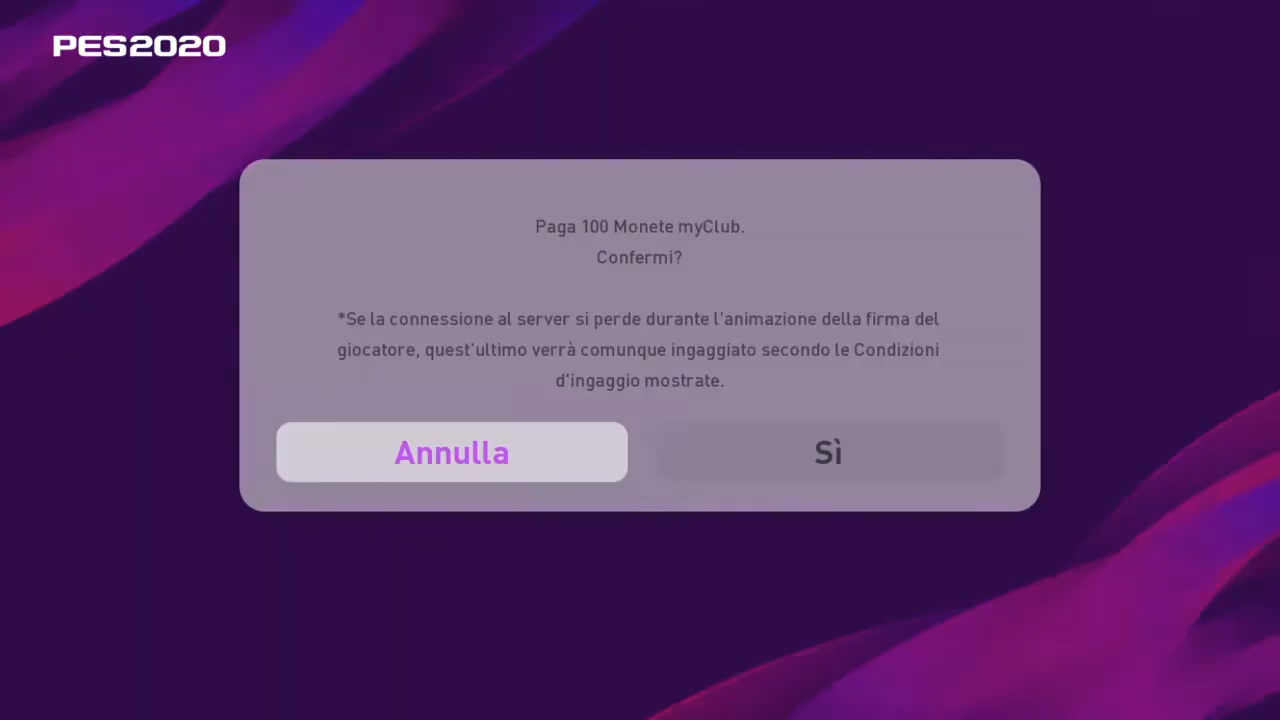 PES2020
Paga 100 Monete myClub.
Confermi?
*Se la connessione al server si perde durante l'animazione della firma del
giocatore, quest'ultimo verrà comunque ingaggiato secondo le Condizioni
d'ingaggio mostrate.
Annulla
Sì